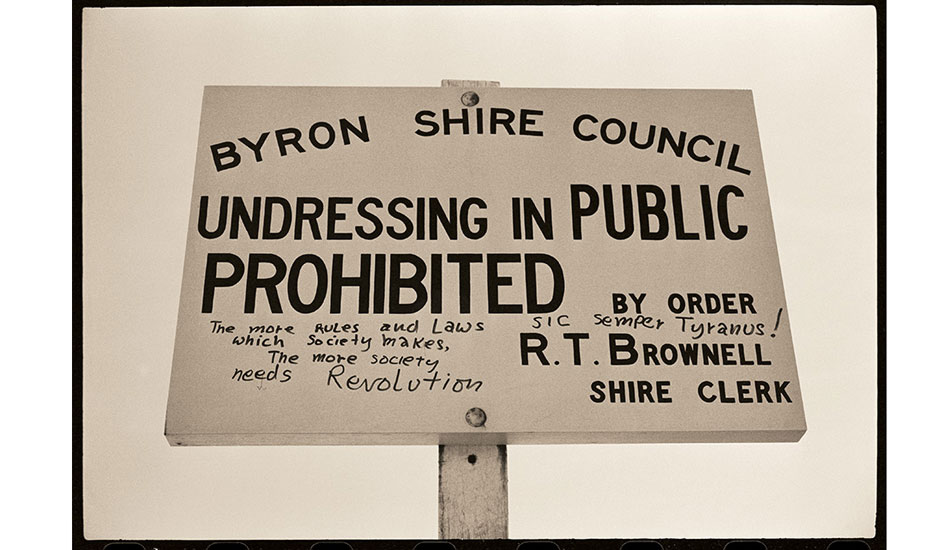 BYRON SHIRE COUNCIL
UNDRESSING IN PUBLIC
PROHIBITED
BY ORDER
SIC Semper Tyranus!
R.T. BROWNELL
SHIRE CLERK
The more RULES and LAWS
which Society makes,
The more society
needs Revolution